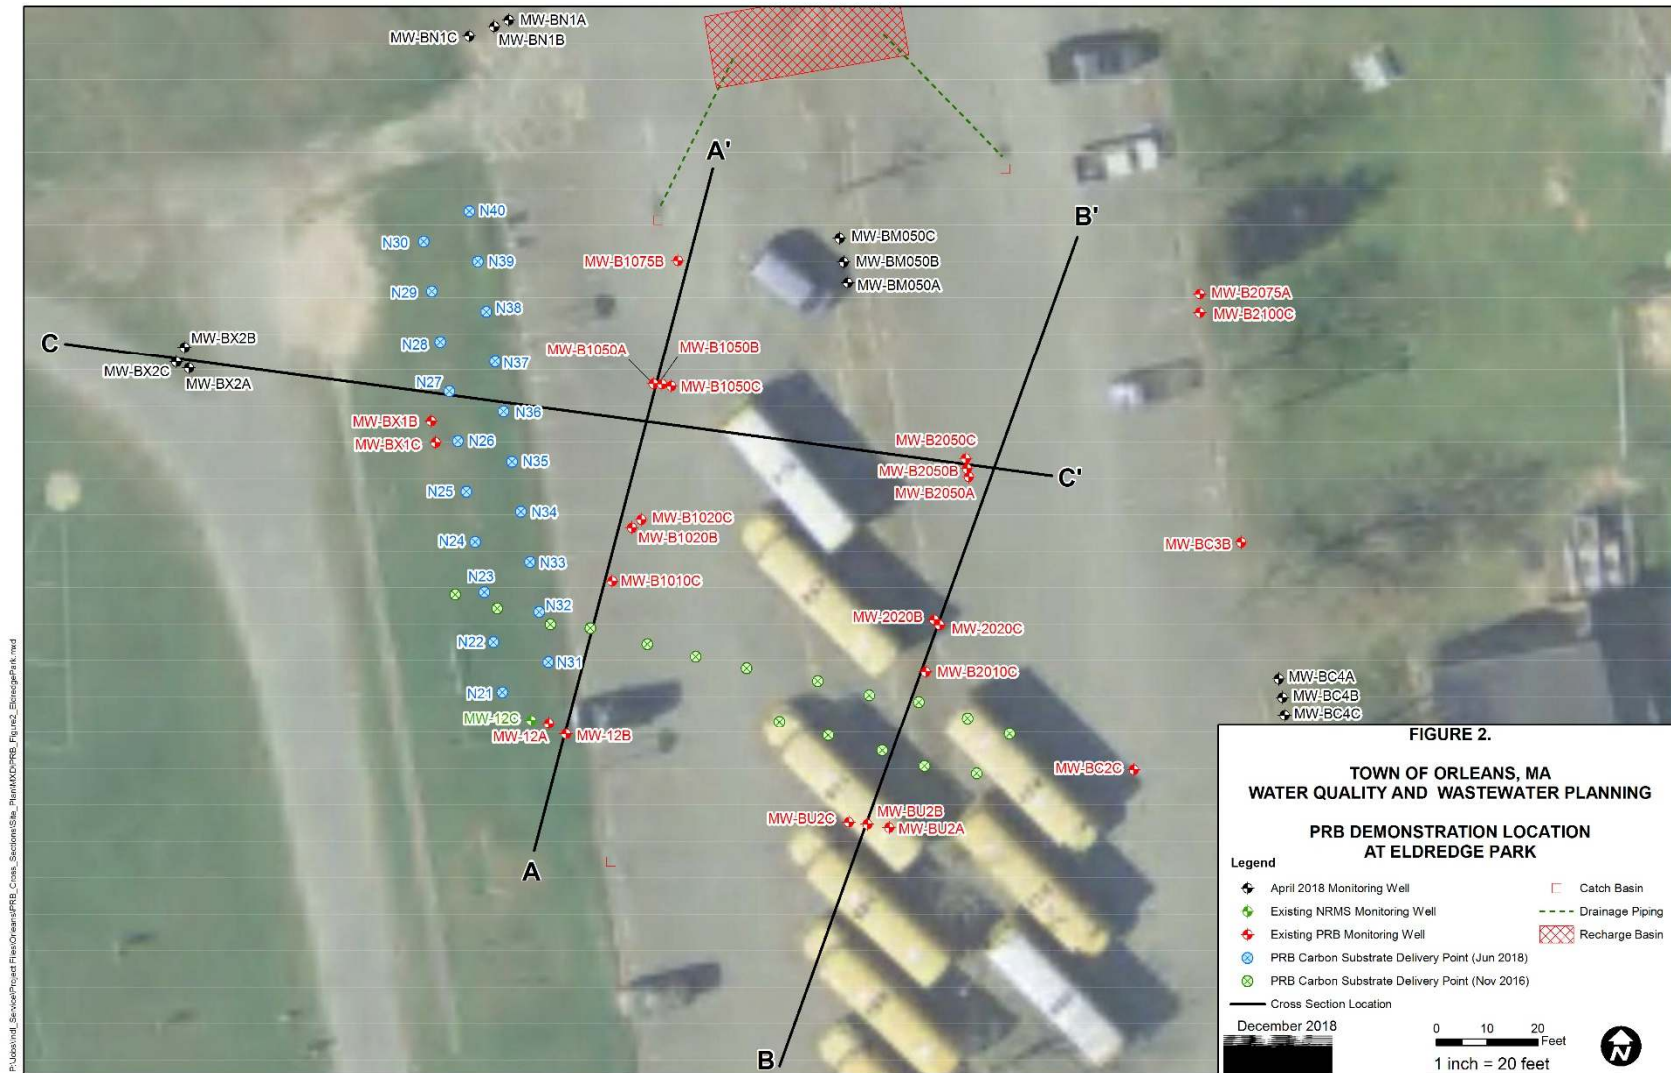 MW-BN1A
MW-BN1C
MW-BN1B
A'
N40
B'
N30
MW-BM050C
N39
MW-B1075B
MW-BM050B
MW-BM050A
N29
MW-B2075A
N38
MW-B2100C
C
N28
MW-BX2B
MW-B1050A
MW-B1050B
N37
MW-BX2C
MW-BX2A
N27
MW-B1050C
N36
MW-BX1B
MW-BX1C
N26
MW-B2050C
N35
MW-B2050B
C'
N25
MW-B2050A
N34
MW-B1020C
N24
MW-B1020B
MW-BC3B
N33
N23
MW-B1010C
N32
MW-2020B
MW-2020C
N22
N31
MW-B2010C
MW-BC4A
N21
MW-BC4B
MW-12C
MW-BC4C
MW-12A
MW-12B
MW-BC2C
MW-BU2B
MW-BU2C
MW-BU2A
A
B
FIGURE 2.
TOWN OF ORLEANS, MA
WATER QUALITY AND WASTEWATER PLANNING
PRB DEMONSTRATION LOCATION
AT ELDREDGE PARK
Legend
April 2018 Monitoring Well
Existing NRMS Monitoring Well
Existing PRB Monitoring Well
PRB Carbon Substrate Delivery Point (Jun 2018)
PRB Carbon Substrate Delivery Point (Nov 2016)
Cross Section Location
Catch Basin
Drainage Piping
Recharge Basin
December 2018
0 10 20
Feet
1 inch = 20 feet
N